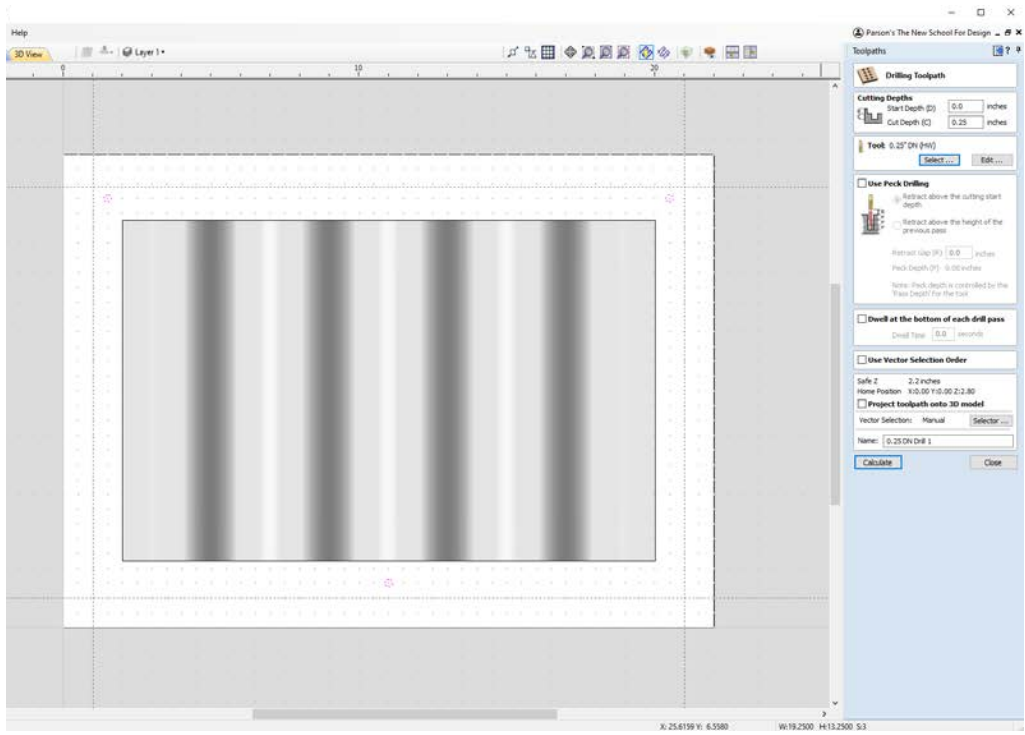 Help
Parson's The New School For Design
3D View
Layer 1
Toolpaths
0
10
20
Drilling Toolpath
Cutting Depths
Start Depth (D) 0.0 inches
Cut Depth (C) 0.25 inches
Tool: 0.25" DN (HW)
Select ... Edit ...
Use Peck Drilling
Retract above the cutting start
depth
Retract above the height of the
previous pass
Retract Gap (R) 0.0 inches
Peck Depth (P) 0.00 inches
Note: Peck depth is controlled by the
'Pass Depth' for the tool
Dwell at the bottom of each drill pass
Dwell Time 0.0 seconds
Use Vector Selection Order
Safe Z 2.2 inches
Home Position X:0.00 Y:0.00 Z:2.80
Project toolpath onto 3D model
Vector Selection: Manual Selector ...
Name: 0.25 DN Drill 1
Calculate Close
X: 25.6159 Y: 6.5580 W:19.2500 H:13.2500 S:3